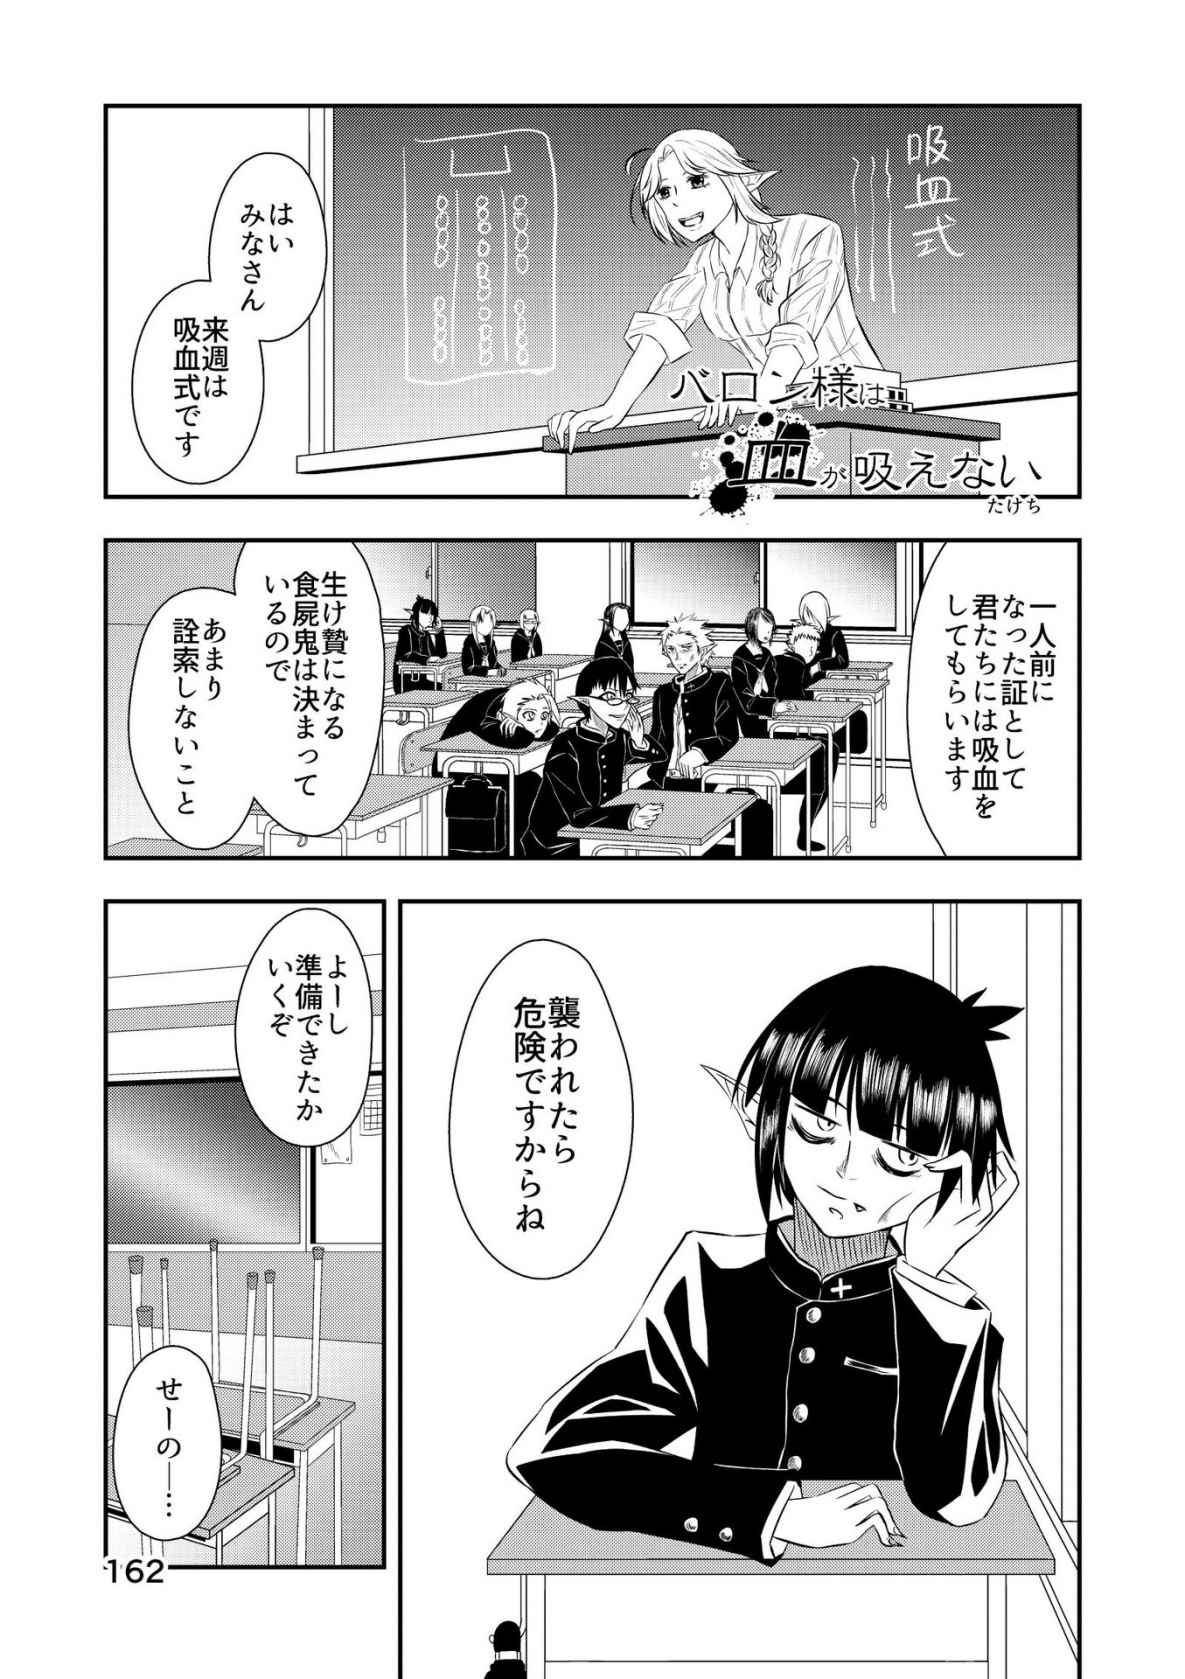 吸血式
はい
みなさん
来週は
吸血式です
バロン様は
血が吸えない
たけち
一人前に
なった証として
君たちには吸血を
してもらいます
生け贄になる
食屍鬼は決まって
いるので
あまり
詮索しないこと
襲われたら
危険ですからね
よーし
準備できたか
いくぞ
せーの―…
162